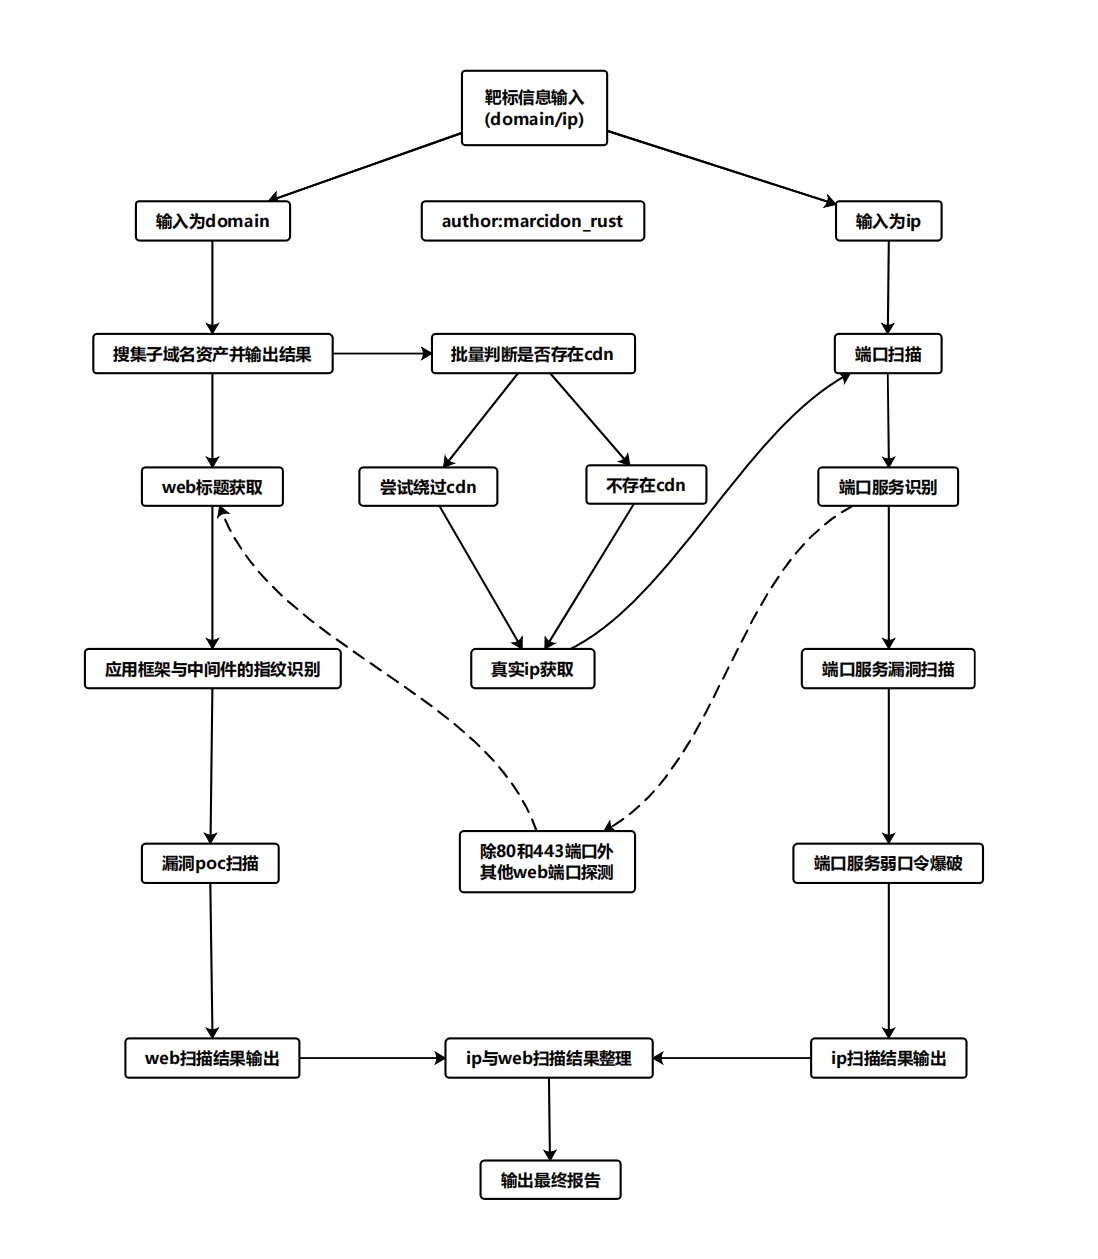 靶标信息输入
(domain/ip)
输入为domain
author:marcidon_rust
输入为ip
搜集子域名资产并输出结果
批量判断是否存在cdn
端口扫描
web标题获取
尝试绕过cdn
不存在cdn
端口服务识别
应用框架与中间件的指纹识别
真实ip获取
端口服务漏洞扫描
漏洞poc扫描
除80和443端口外
其他web端口探测
端口服务弱口令爆破
web扫描结果输出
ip与web扫描结果整理
ip扫描结果输出
输出最终报告